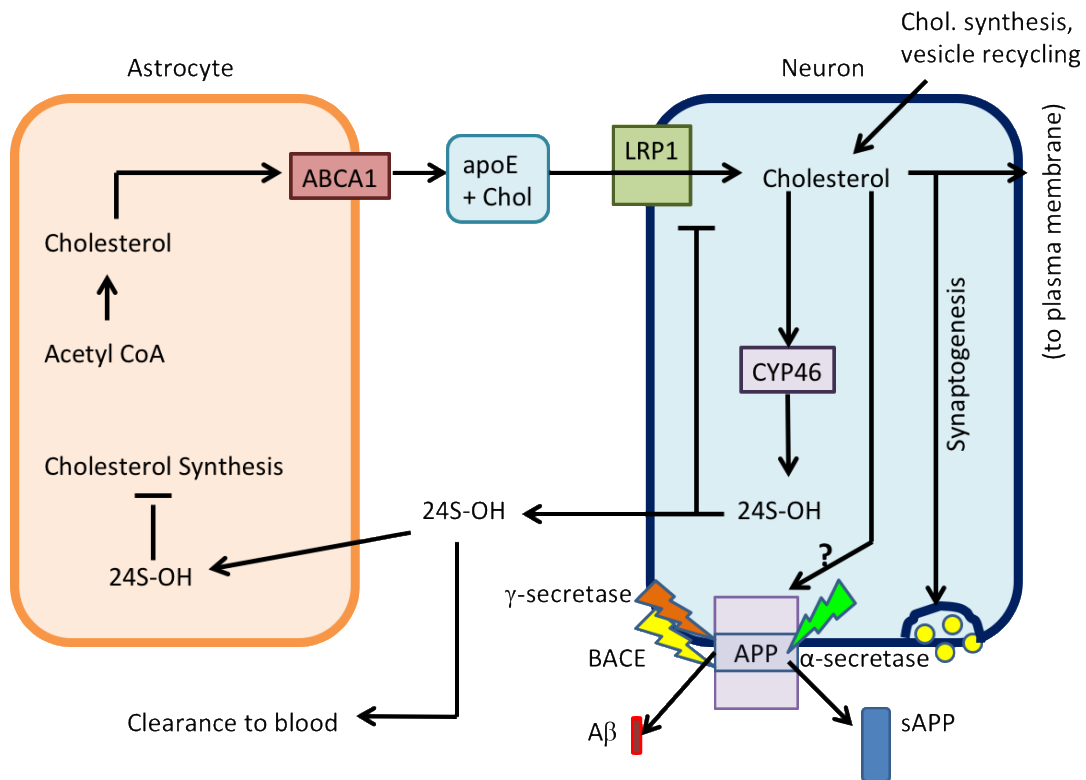 Chol. synthesis,
vesicle recycling
Astrocyte
Neuron
ABCA1
apoE
+ Chol
LRP1
Cholesterol
Cholesterol
Acetyl CoA
CYP46
Synaptogenesis
(to plasma membrane)
Cholesterol Synthesis
24S-OH
24S-OH
24S-OH
?
γ-secretase
BACE
APP
α-secretase
Clearance to blood
Aβ
sAPP